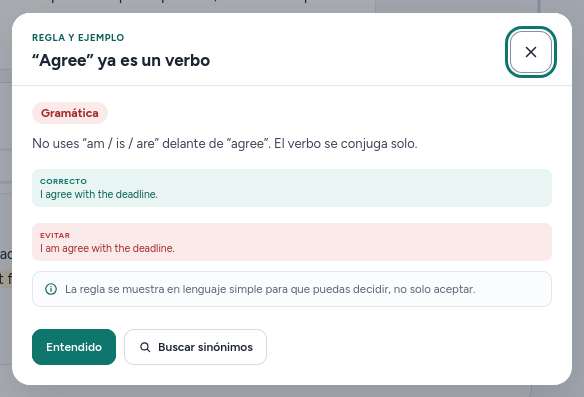 REGLA Y EJEMPLO
“Agree” ya es un verbo
Gramática
No uses “am / is / are” delante de “agree”. El verbo se conjuga solo.
CORRECTO
I agree with the deadline.
EVITAR
I am agree with the deadline.
La regla se muestra en lenguaje simple para que puedas decidir, no solo aceptar.
Entendido
Buscar sinónimos